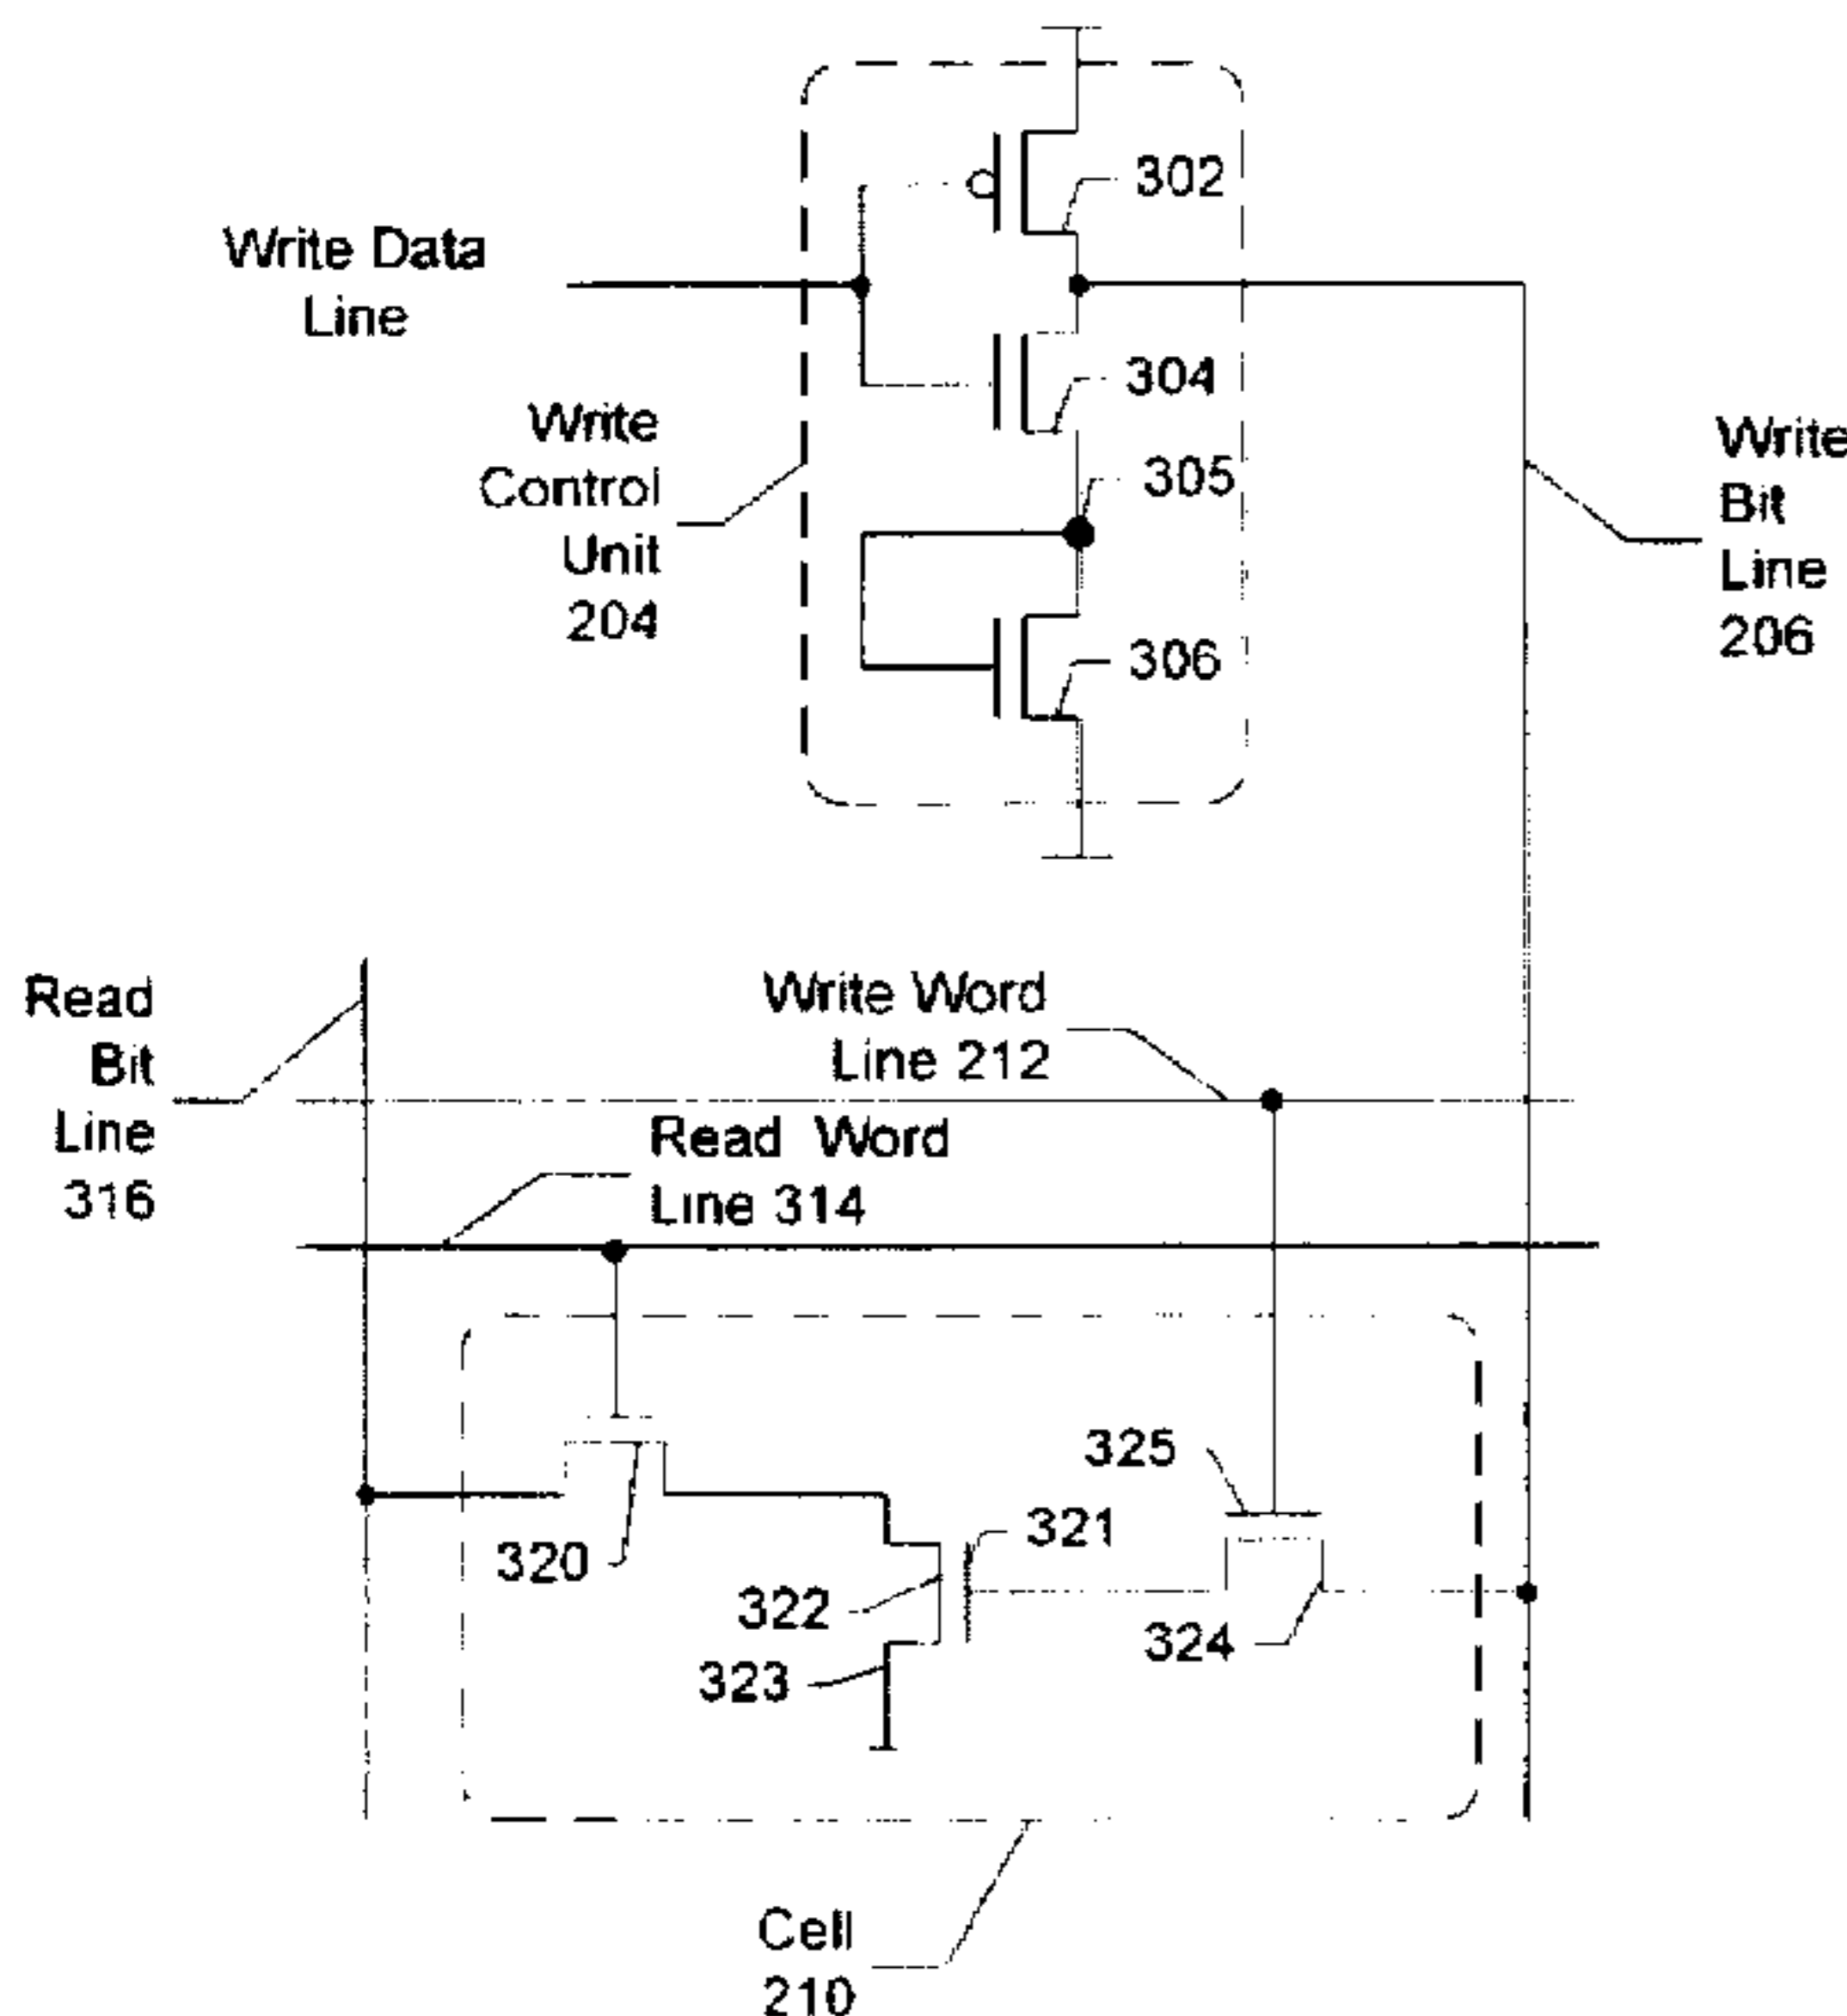 302
Write Data
Line
304
Write
Control
Unit
204
305
306
Write
Bit
Line
206
Read
Bit
Line
316
Write Word
Line 212
Read Word
Line 314
325
321
320
322
324
323
Cell
210